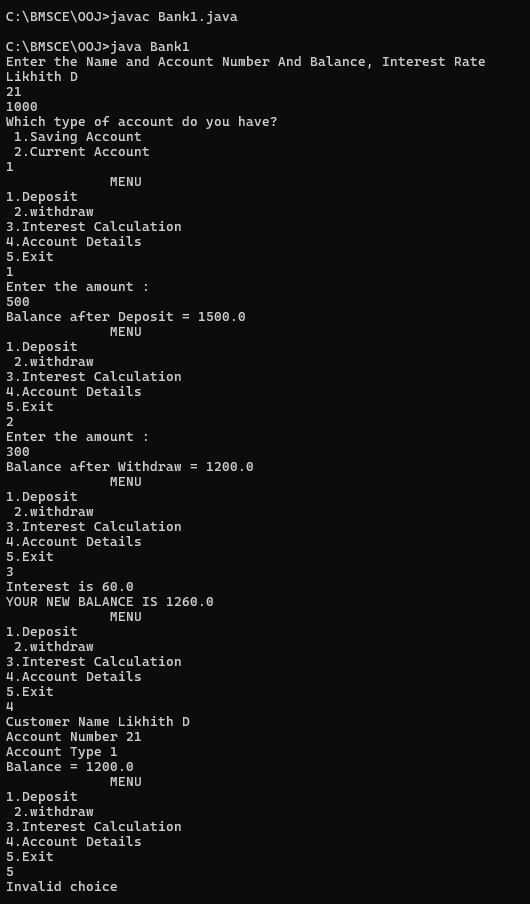 C:\BMSCE\OOJ>javac Bank1.java

C:\BMSCE\OOJ>java Bank1
Enter the Name and Account Number And Balance, Interest Rate
Likhith D
21
1000
Which type of account do you have?
 1.Saving Account
 2.Current Account
1
             MENU
1.Deposit
 2.withdraw
3.Interest Calculation
4.Account Details
5.Exit
1
Enter the amount :
500
Balance after Deposit = 1500.0
             MENU
1.Deposit
 2.withdraw
3.Interest Calculation
4.Account Details
5.Exit
2
Enter the amount :
300
Balance after Withdraw = 1200.0
             MENU
1.Deposit
 2.withdraw
3.Interest Calculation
4.Account Details
5.Exit
3
Interest is 60.0
YOUR NEW BALANCE IS 1260.0
             MENU
1.Deposit
 2.withdraw
3.Interest Calculation
4.Account Details
5.Exit
4
Customer Name Likhith D
Account Number 21
Account Type 1
Balance = 1200.0
             MENU
1.Deposit
 2.withdraw
3.Interest Calculation
4.Account Details
5.Exit
5
Invalid choice